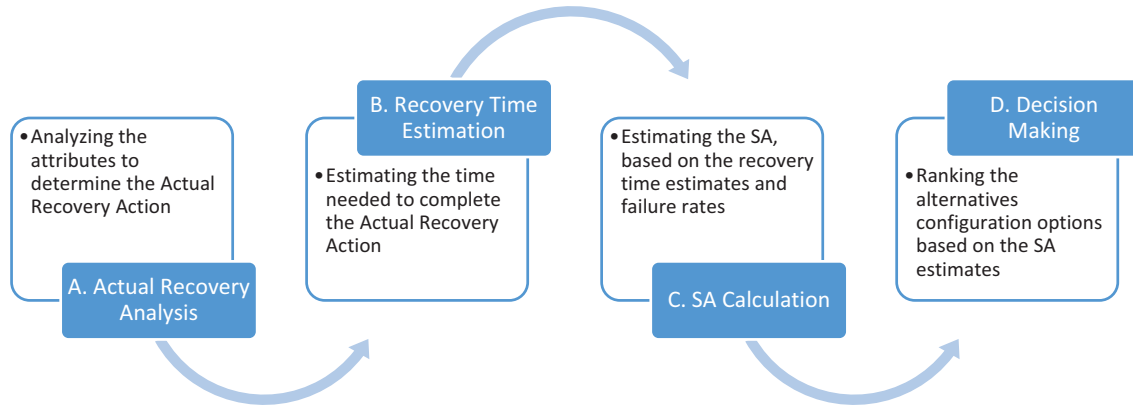 •Analyzing the
attributes to
determine the Actual
Recovery Action
A. Actual Recovery
Analysis
B. Recovery Time
Estimation
•Estimating the time
needed to complete
the Actual Recovery
Action
•Estimating the SA,
based on the recovery
time estimates and
failure rates
C. SA Calculation
D. Decision
Making
•Ranking the
alternatives
configuration options
based on the SA
estimates